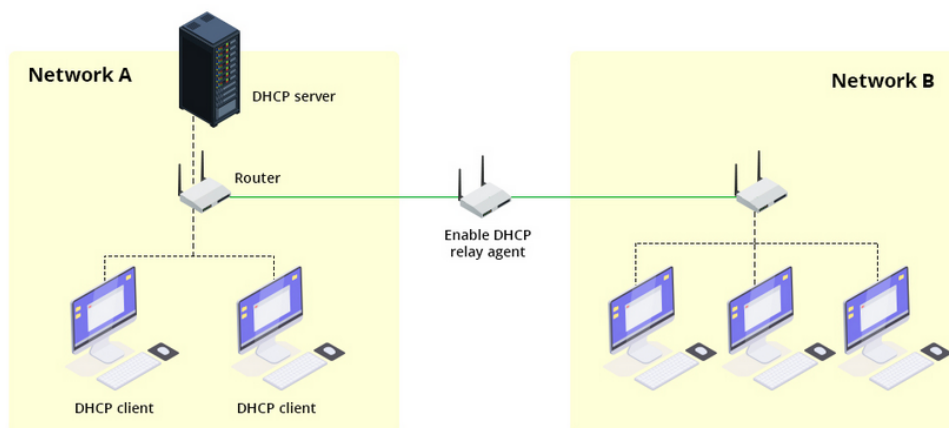 Network A
DHCP server
Network B
Router
Enable DHCP
relay agent
DHCP client
DHCP client